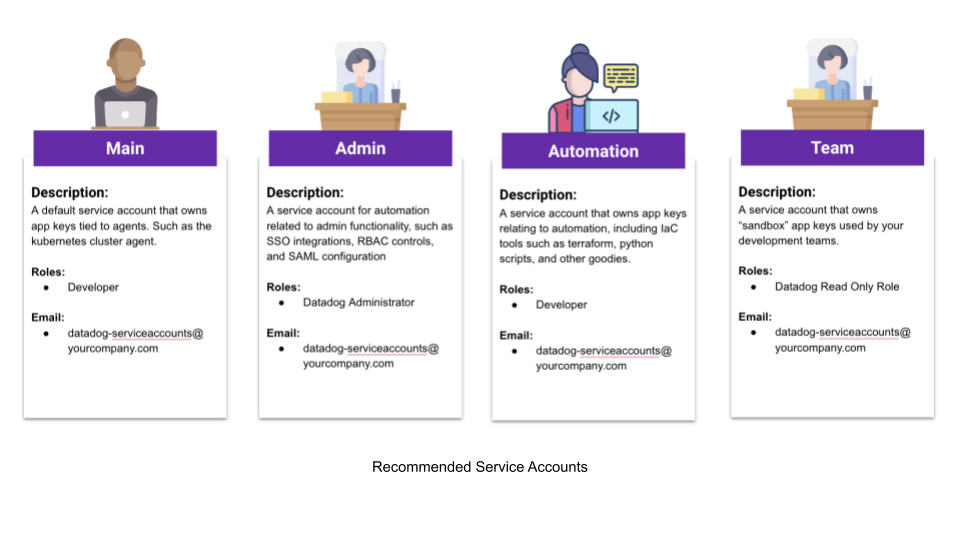 Main
Description:
A default service account that owns
app keys tied to agents. Such as the
kubernetes cluster agent.
Roles:
● Developer
Email:
● datadog-serviceaccounts@
yourcompany.com
Admin
Description:
A service account for automation
related to admin functionality, such as
SSO integrations, RBAC controls,
and SAML configuration
Roles:
● Datadog Administrator
Email:
● datadog-serviceaccounts@
yourcompany.com
Automation
Description:
A service account that owns app keys
relating to automation, including IaC
tools such as terraform, python
scripts, and other goodies.
Roles:
● Developer
Email:
● datadog-serviceaccounts@
yourcompany.com
Team
Description:
A service account that owns
“sandbox” app keys used by your
development teams.
Roles:
● Datadog Read Only Role
Email:
● datadog-serviceaccounts@
yourcompany.com
Recommended Service Accounts